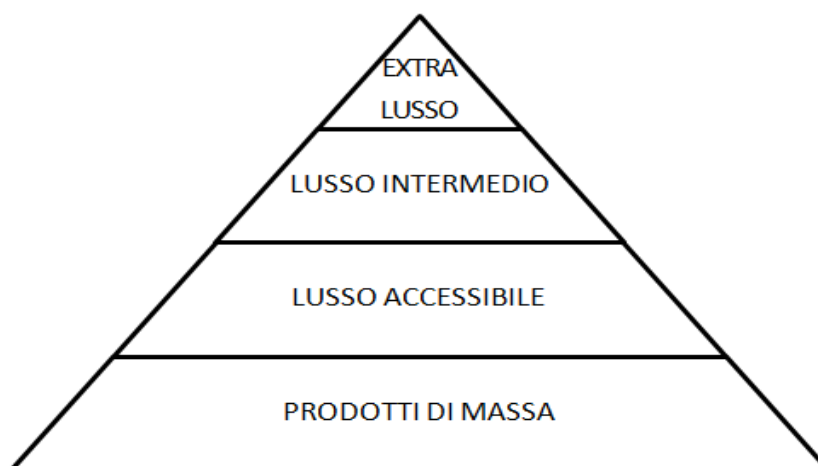 EXTRA
LUSSO
LUSSO INTERMEDIO
LUSSO ACCESSIBILE
PRODOTTI DI MASSA